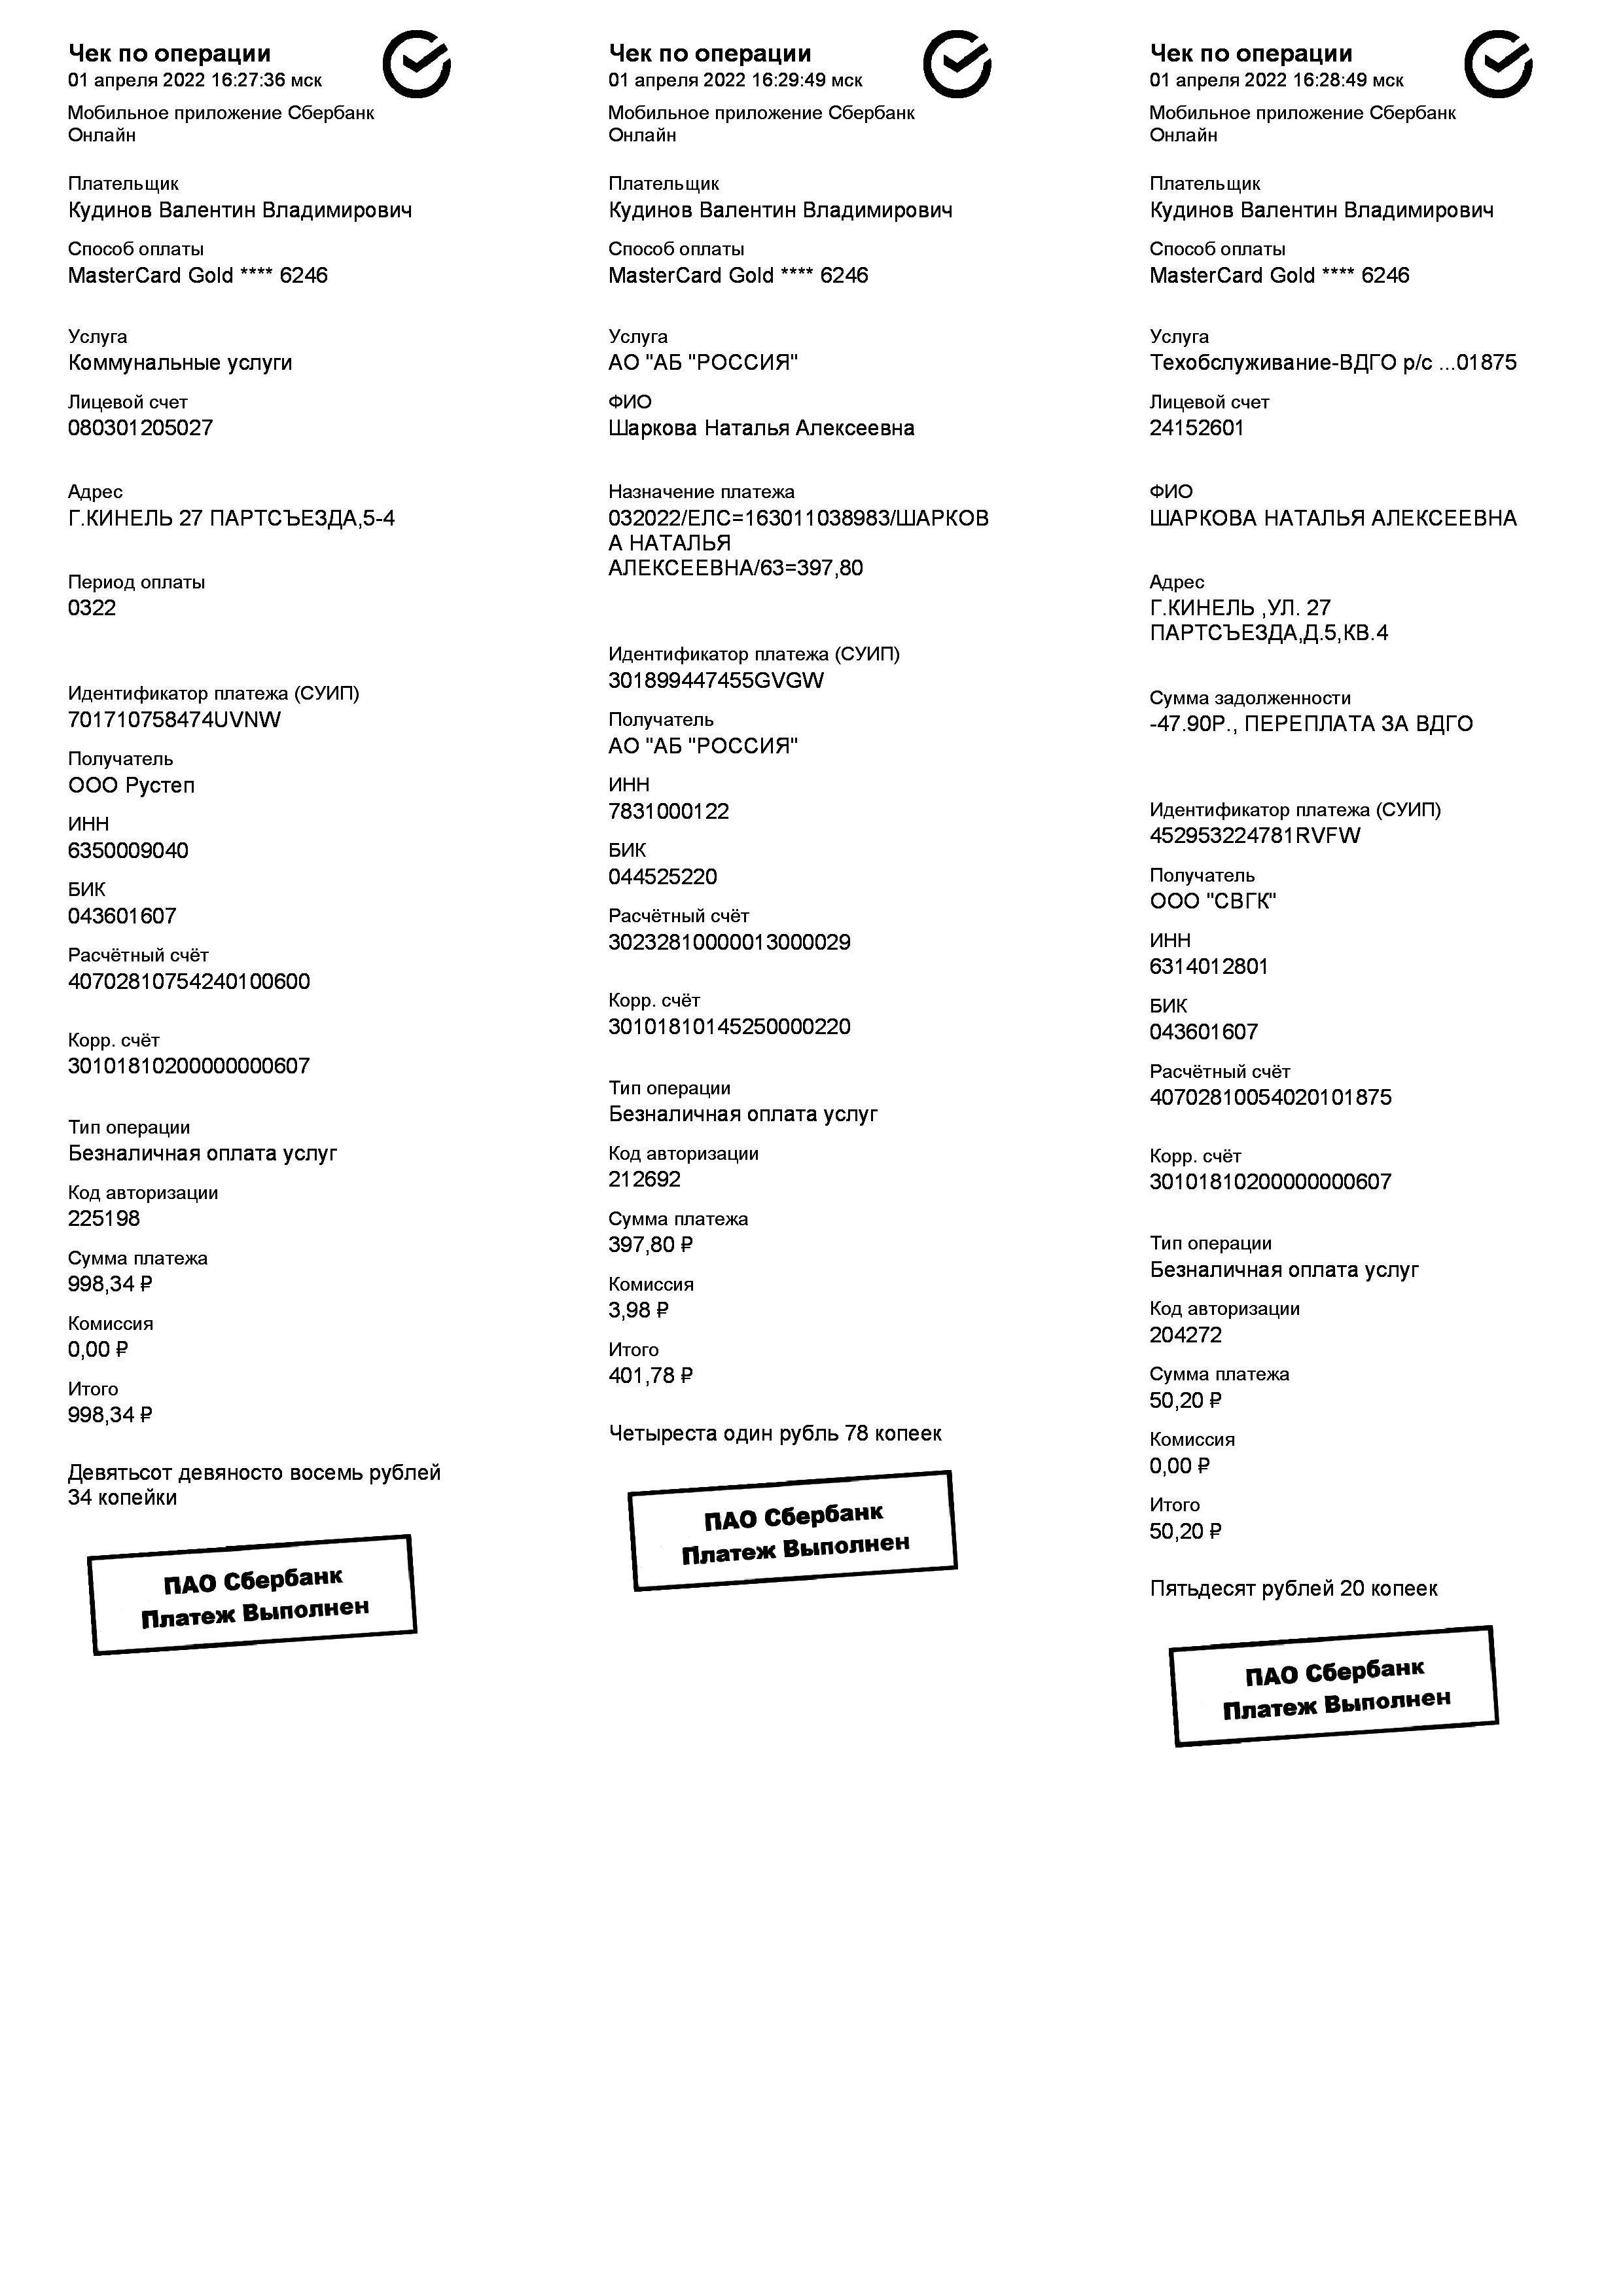 Чек по операции
01 апреля 2022 16:27:36 мск
Мобильное приложение Сбербанк
Онлайн
Плательщик
Кудинов Валентин Владимирович
Способ оплаты
MasterCard Gold **** 6246
Услуга
Коммунальные услуги
Лицевой счет
080301205027
Адрес
Г.КИНЕЛЬ 27 ПАРТСЪЕЗДА,5-4
Период оплаты
0322
Идентификатор платежа (СУИП)
701710758474UVNW
Получатель
ООО Рустеп
ИНН
6350009040
БИК
043601607
Расчётный счёт
40702810754240100600
Корр. счёт
30101810200000000607
Тип операции
Безналичная оплата услуг
Код авторизации
225198
Сумма платежа
998,34 ₽
Комиссия
0,00 ₽
Итого
998,34 ₽
Девятьсот девяносто восемь рублей
34 копейки
ПАО Сбербанк
Платеж Выполнен
Чек по операции
01 апреля 2022 16:29:49 мск
Мобильное приложение Сбербанк
Онлайн
Плательщик
Кудинов Валентин Владимирович
Способ оплаты
MasterCard Gold **** 6246
Услуга
АО "АБ "РОССИЯ"
ФИО
Шаркова Наталья Алексеевна
Назначение платежа
032022/ЕЛС=163011038983/ШАРКОВ
А НАТАЛЬЯ
АЛЕКСЕЕВНА/63=397,80
Идентификатор платежа (СУИП)
301899447455GVGW
Получатель
АО "АБ "РОССИЯ"
ИНН
7831000122
БИК
044525220
Расчётный счёт
30232810000013000029
Корр. счёт
30101810145250000220
Тип операции
Безналичная оплата услуг
Код авторизации
212692
Сумма платежа
397,80 ₽
Комиссия
3,98 ₽
Итого
401,78 ₽
Четыреста один рубль 78 копеек
ПАО Сбербанк
Платеж Выполнен
Чек по операции
01 апреля 2022 16:28:49 мск
Мобильное приложение Сбербанк
Онлайн
Плательщик
Кудинов Валентин Владимирович
Способ оплаты
MasterCard Gold **** 6246
Услуга
Техобслуживание-ВДГО р/с ...01875
Лицевой счет
24152601
ФИО
ШАРКОВА НАТАЛЬЯ АЛЕКСЕЕВНА
Адрес
Г.КИНЕЛЬ ,УЛ. 27
ПАРТСЪЕЗДА,Д.5,КВ.4
Сумма задолженности
-47.90Р., ПЕРЕПЛАТА ЗА ВДГО
Идентификатор платежа (СУИП)
452953224781RVFW
Получатель
ООО "СВГК"
ИНН
6314012801
БИК
043601607
Расчётный счёт
40702810054020101875
Корр. счёт
30101810200000000607
Тип операции
Безналичная оплата услуг
Код авторизации
204272
Сумма платежа
50,20 ₽
Комиссия
0,00 ₽
Итого
50,20 ₽
Пятьдесят рублей 20 копеек
ПАО Сбербанк
Платеж Выполнен